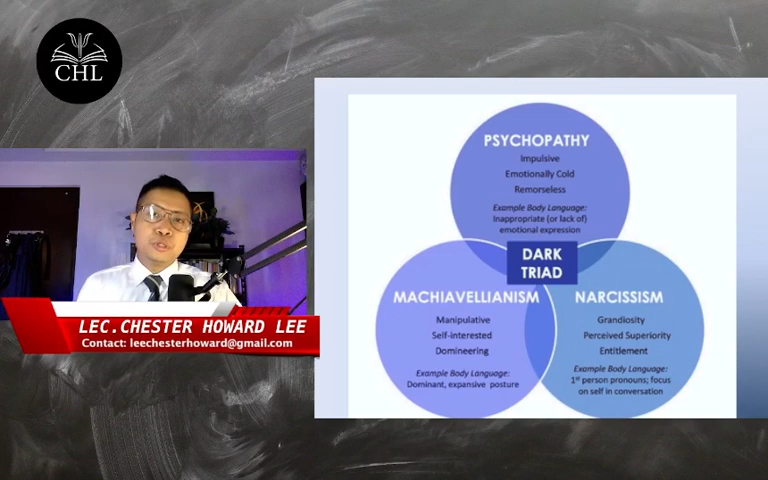 CHL
LEC.CHESTER HOWARD LEE
Contact: leechesterhoward@gmail.com
PSYCHOPATHY
Impulsive
Emotionally Cold
Remorseless
Example Body Language:
Inappropriate (or lack of)
emotional expression
DARK
TRIAD
MACHIAVELLIANISM
Manipulative
Self-interested
Domineering
Example Body Language:
Dominant, expansive posture
NARCISSISM
Grandiosity
Perceived Superiority
Entitlement
Example Body Language:
1st person pronouns; focus
on self in conversation